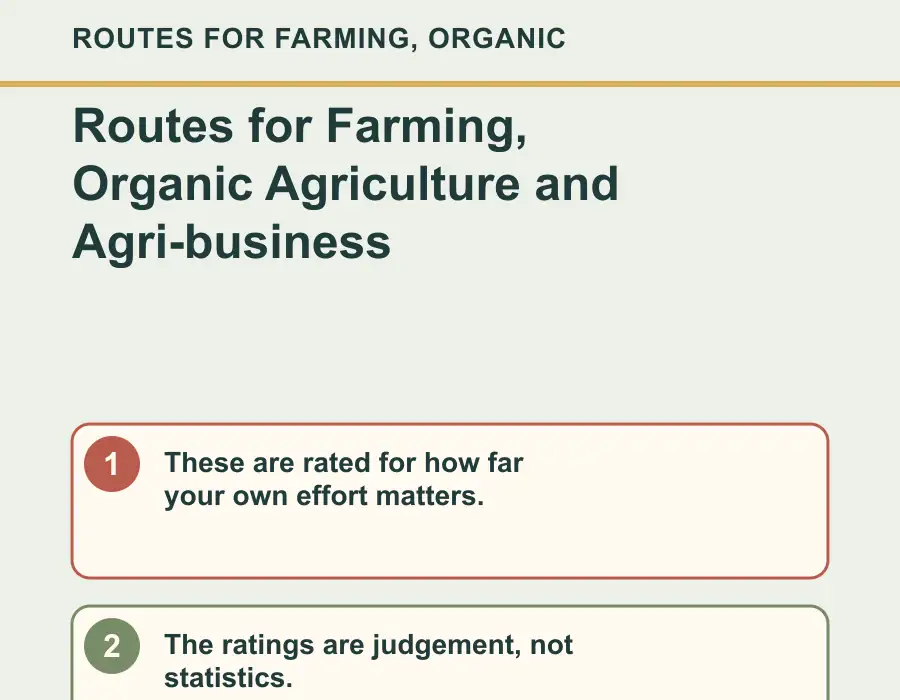 ROUTES FOR FARMING, ORGANIC
Routes for Farming,
Organic Agriculture and
Agri-business
1
These are rated for how far
your own effort matters.
2
The ratings are judgement, not
statistics.